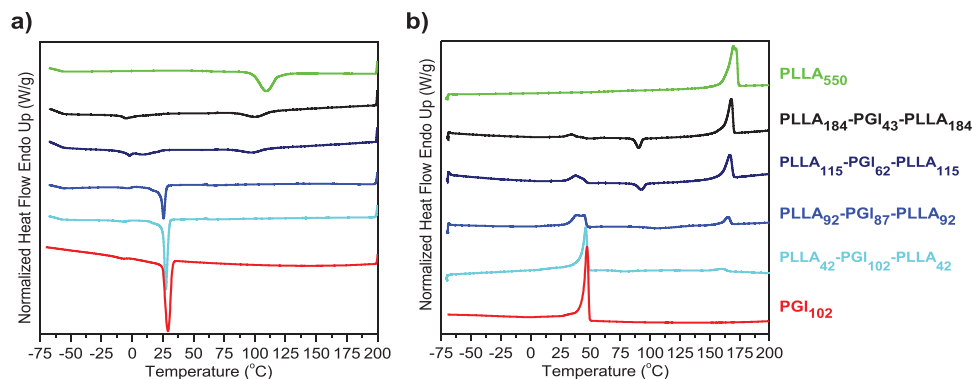 a)
Normalized Heat Flow Endo Up (W/g)
-75 -50 -25 0 25 50 75 100 125 150 175 200
Temperature (°C)
b)
Normalized Heat Flow Endo Up (W/g)
-75 -50 -25 0 25 50 75 100 125 150 175 200
Temperature (°C)
PLLA₅₅₀
PLLA₁₈₄-PGI₄₃-PLLA₁₈₄
PLLA₁₁₅-PGI₆₂-PLLA₁₁₅
PLLA₉₂-PGI₈₇-PLLA₉₂
PLLA₄₂-PGI₁₀₂-PLLA₄₂
PGI₁₀₂